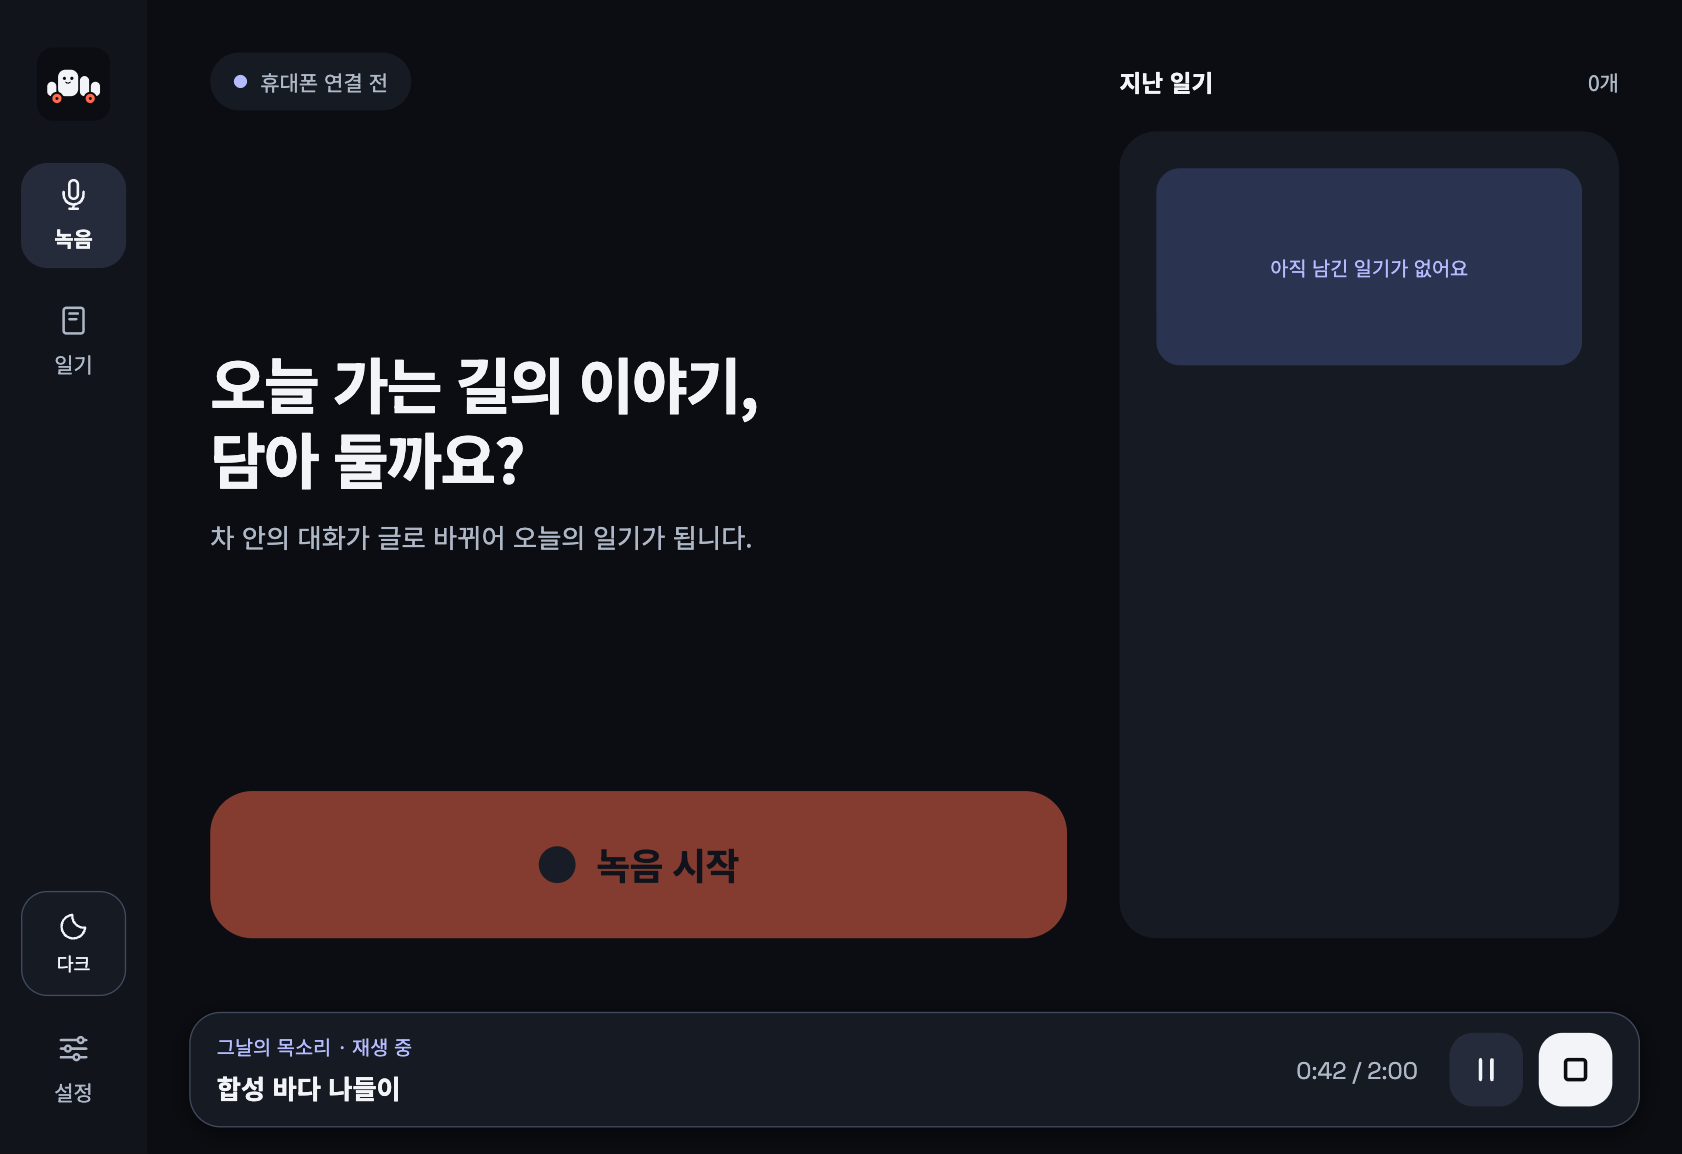 녹음
일기
다크
설정
휴대폰 연결 전
오늘 가는 길의 이야기,
담아 둘까요?
차 안의 대화가 글로 바뀌어 오늘의 일기가 됩니다.
녹음 시작
지난 일기
0개
아직 남긴 일기가 없어요
그날의 목소리 · 재생 중
합성 바다 나들이
0:42 / 2:00